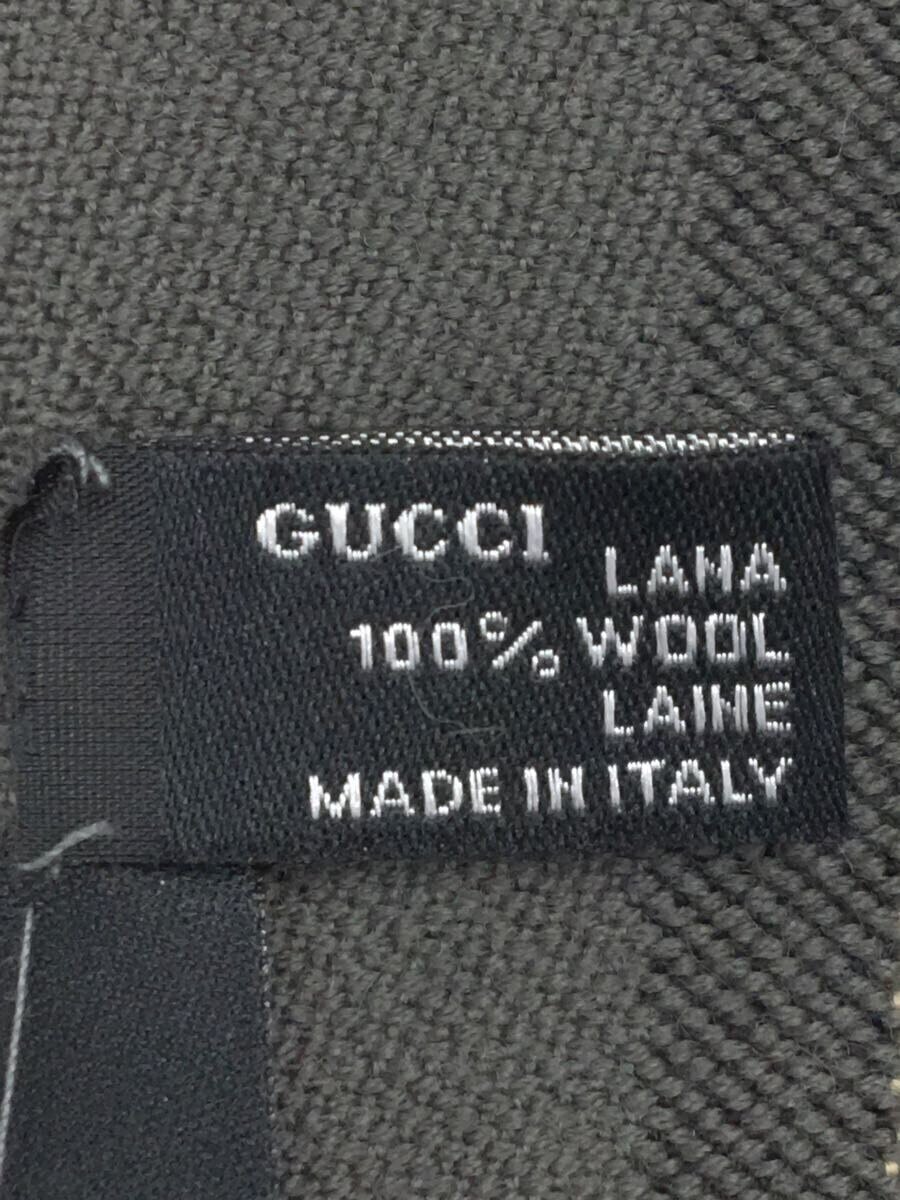 GUCCI
LANA
100% WOOL
LAINE
MADE IN ITALY